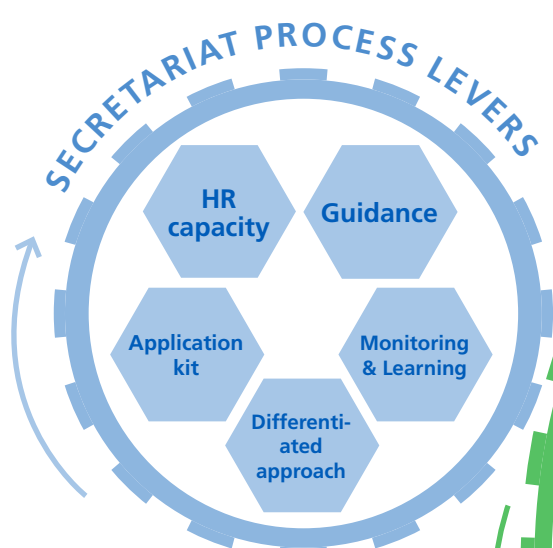 SECRETARIAT PROCESS LEVERS
HR
capacity
Guidance
Application
kit
Monitoring
& Learning
Differenti-
ated
approach